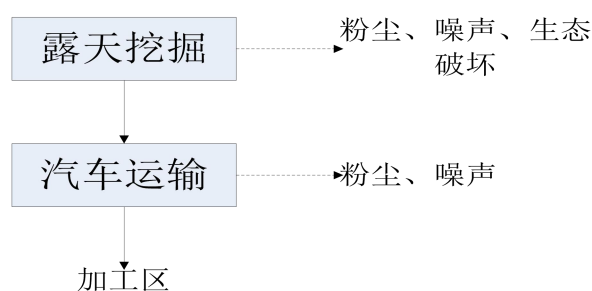 露天挖掘
粉尘、噪声、生态
破坏
汽车运输
粉尘、噪声
加工区